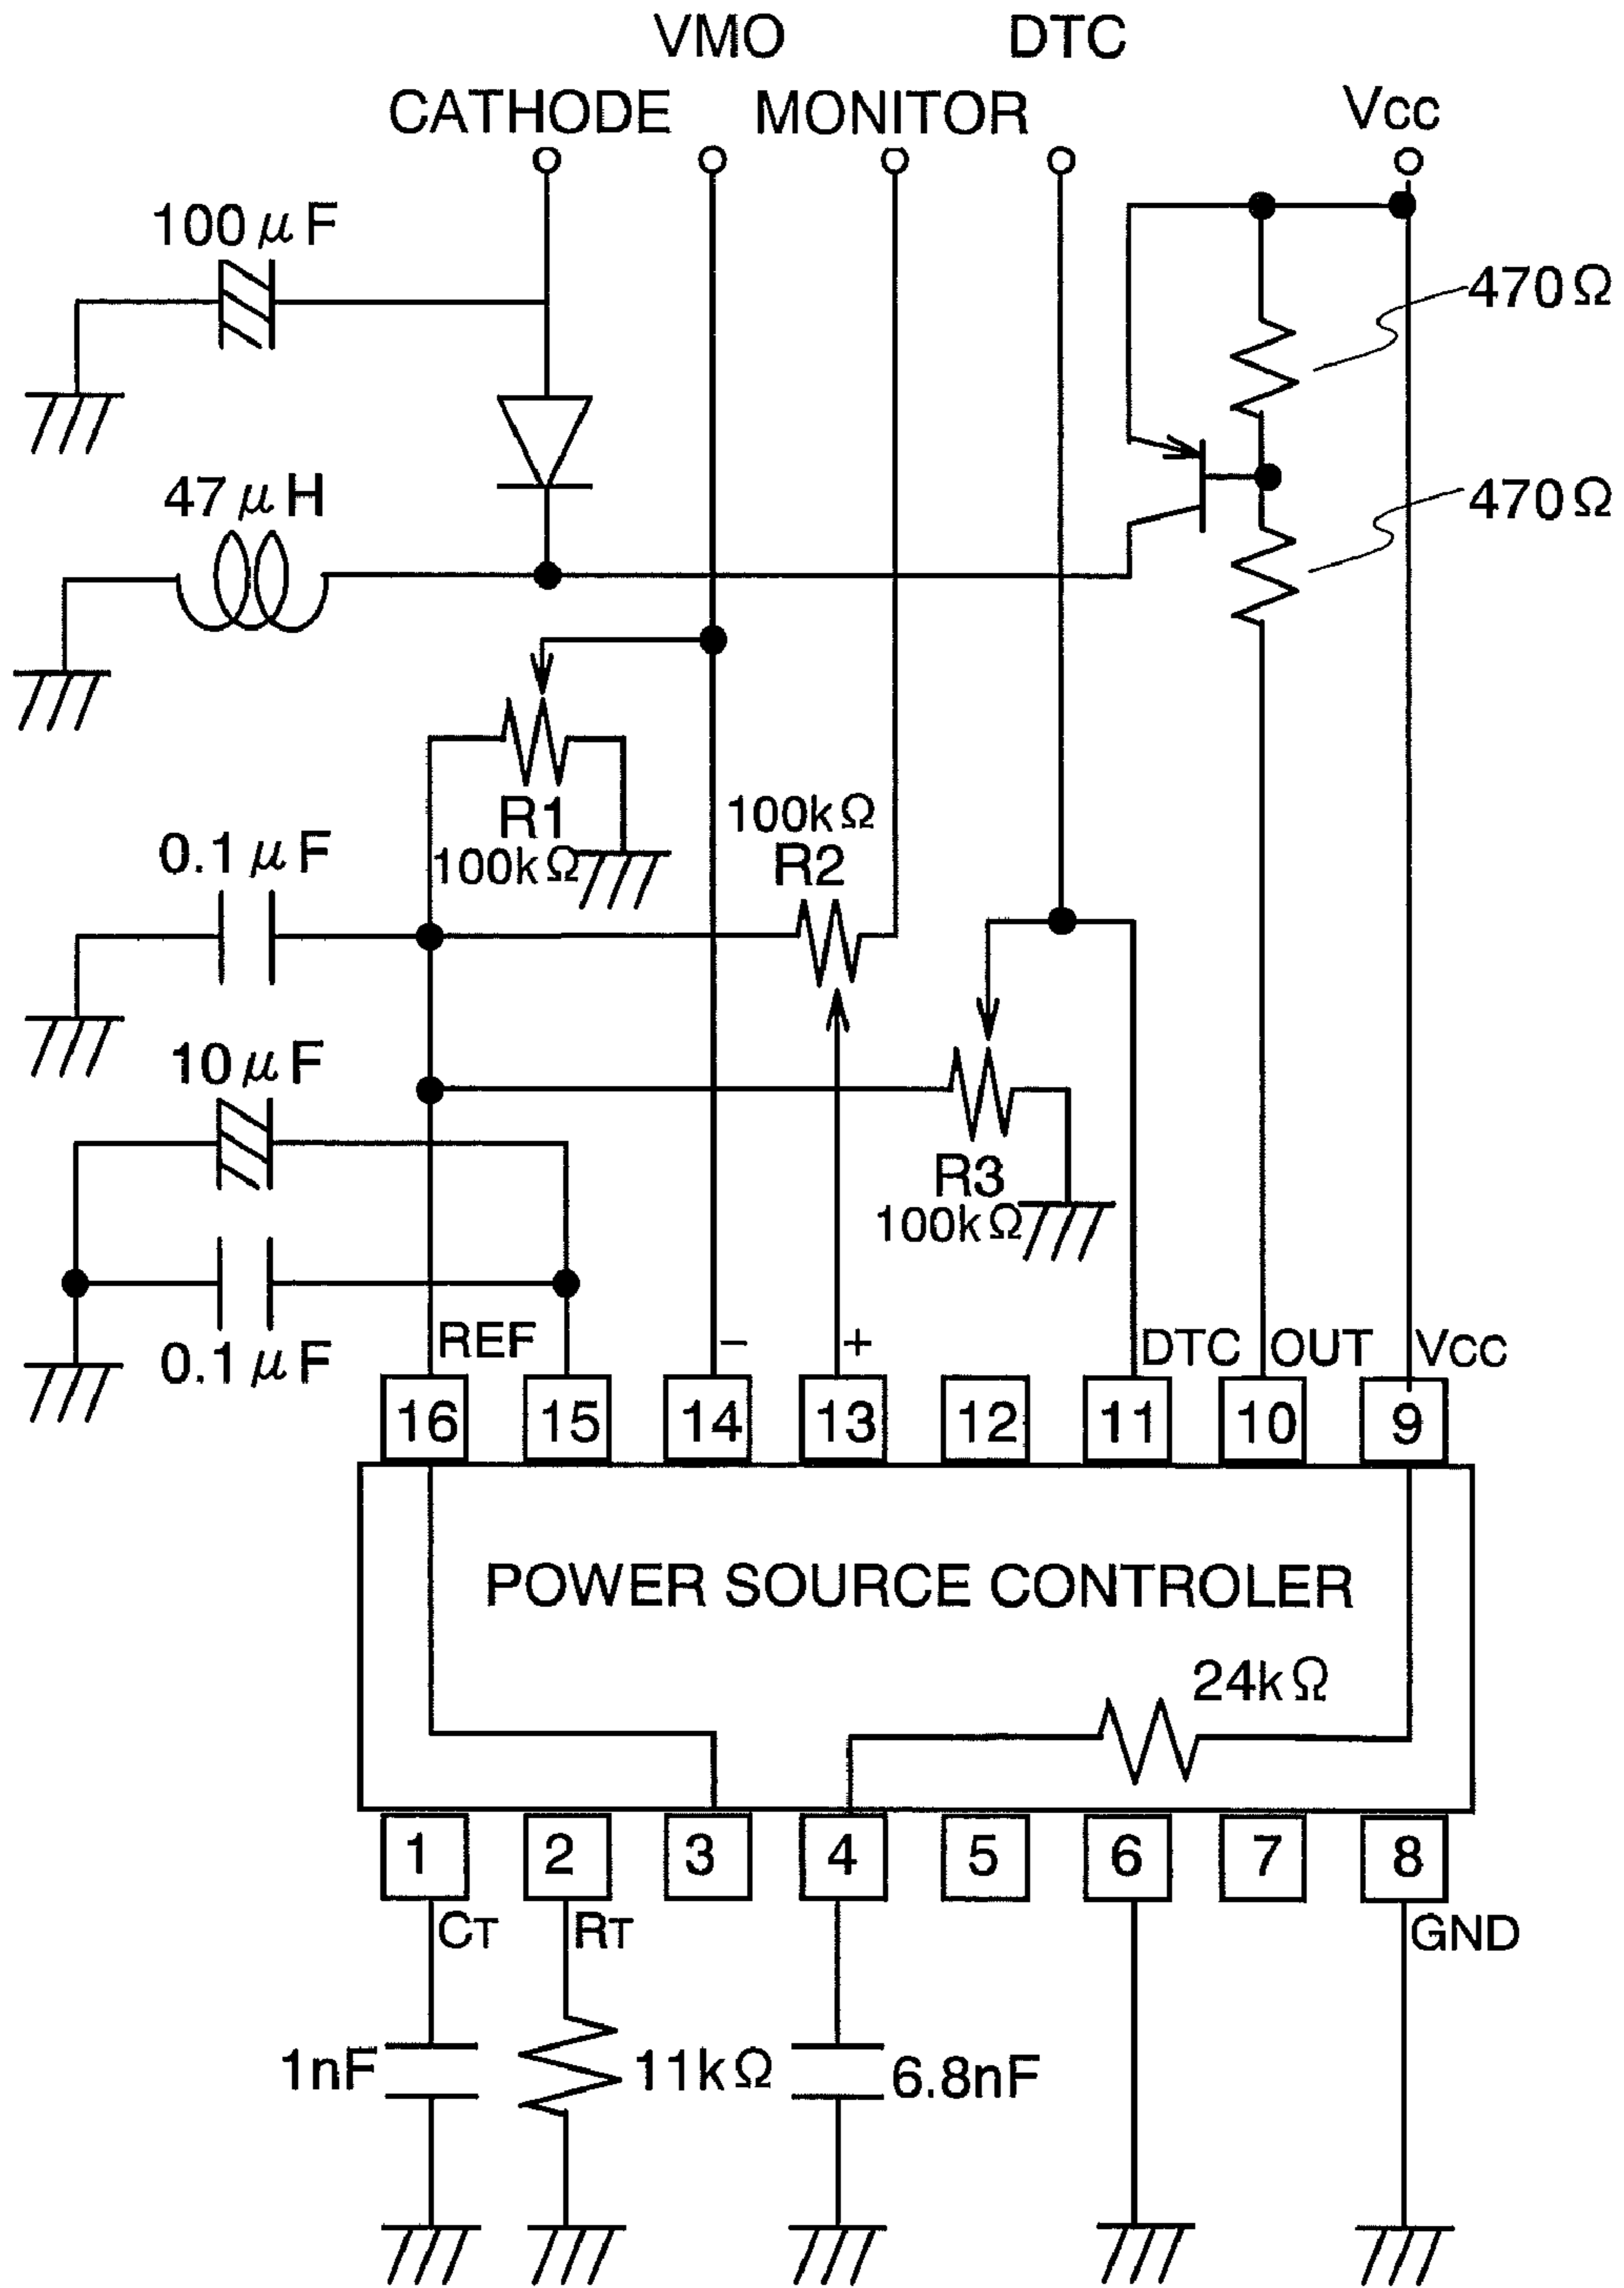 VMO DTC
CATHODE MONITOR Vcc
100μF
470Ω
47μH
470Ω
R1
100kΩ
100kΩ
R2
0.1μF
10μF
R3
100kΩ
0.1μF
REF
−
+
DTC
OUT
Vcc
16 15 14 13 12 11 10 9
POWER SOURCE CONTROLER
24kΩ
1 2 3 4 5 6 7 8
CT
RT
GND
1nF
11kΩ
6.8nF